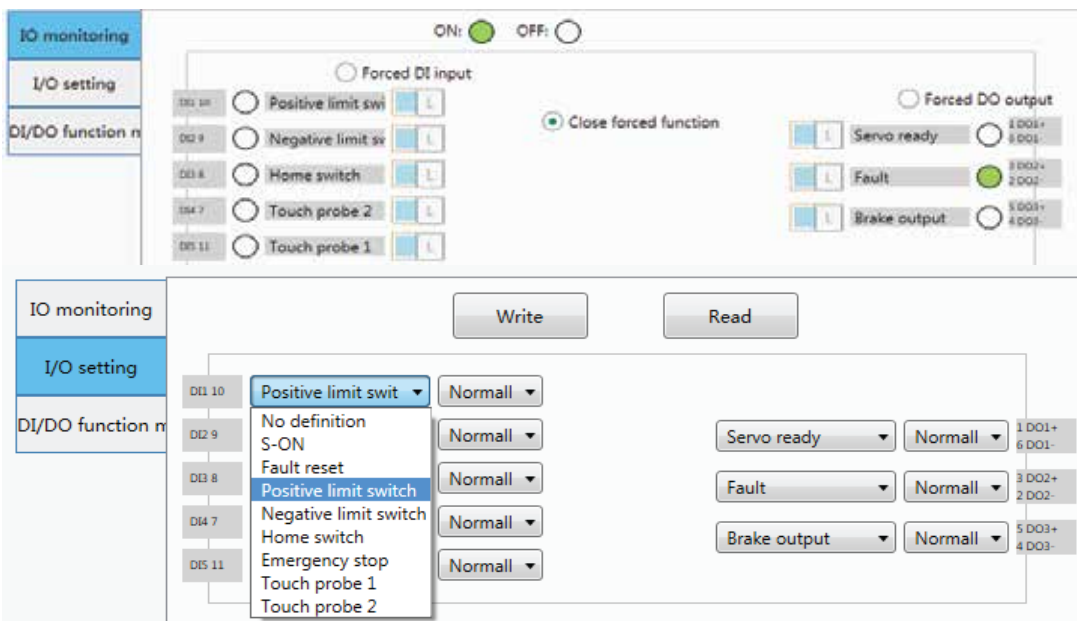 IO monitoring
I/O setting
DI/DO function n
ON: OFF:
Forced DI input
DI1 10 Positive limit swi L
DI2 9 Negative limit sv L
DI3 8 Home switch L
DI4 7 Touch probe 2 L
DI5 11 Touch probe 1 L
Close forced function
Forced DO output
L Servo ready 1 DO1+
6 DO1-
L Fault 3 DO2+
2 DO2-
L Brake output 5 DO3+
4 DO3-
IO monitoring
I/O setting
DI/DO function m
Write Read
DI1 10 Positive limit swit Normall
DI2 9 Normall
DI3 8 Normall
DI4 7 Normall
DI5 11 Normall
No definition
S-ON
Fault reset
Positive limit switch
Negative limit switch
Home switch
Emergency stop
Touch probe 1
Touch probe 2
Servo ready Normall 1 DO1+
6 DO1-
Fault Normall 3 DO2+
2 DO2-
Brake output Normall 5 DO3+
4 DO3-